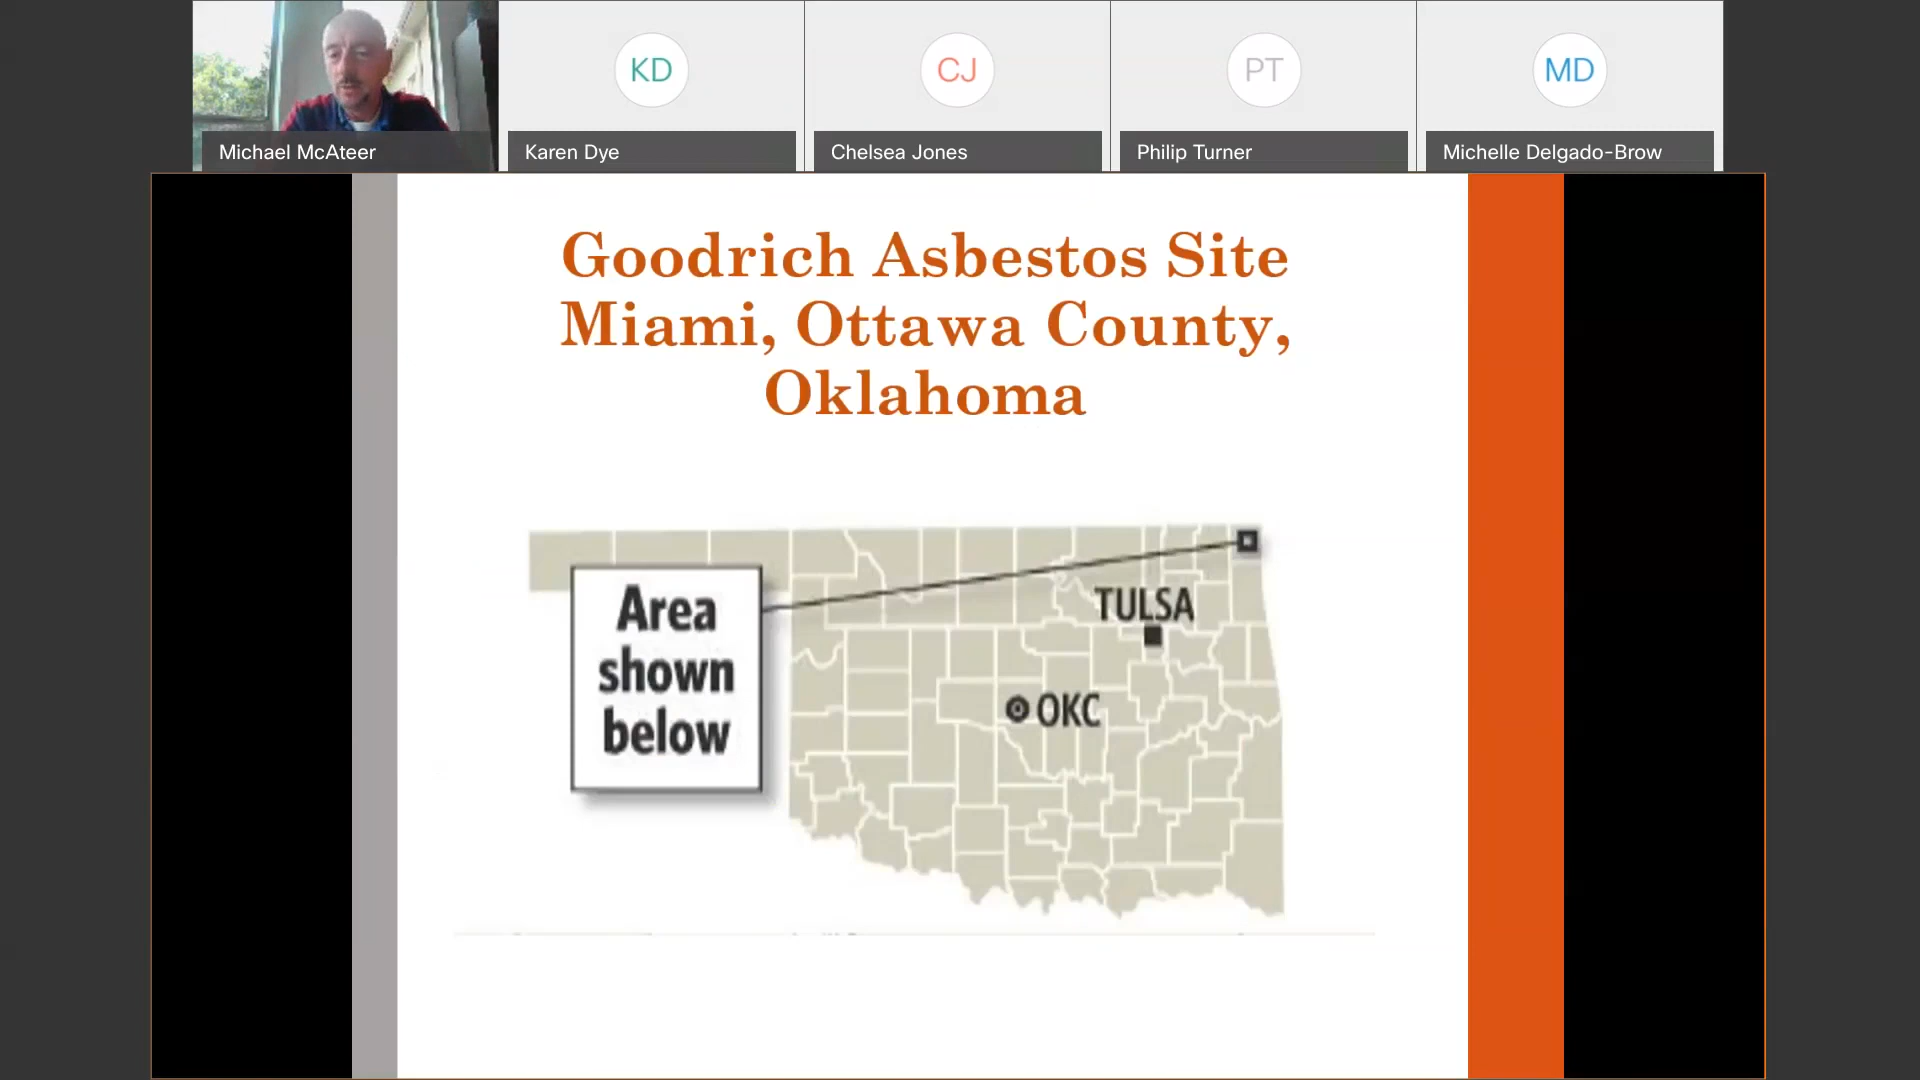 KD
CJ
PT
MD
Michael McAteer
Karen Dye
Chelsea Jones
Philip Turner
Michelle Delgado-Brow
Goodrich Asbestos Site
Miami, Ottawa County,
Oklahoma
Area
shown
below
TULSA
OKC